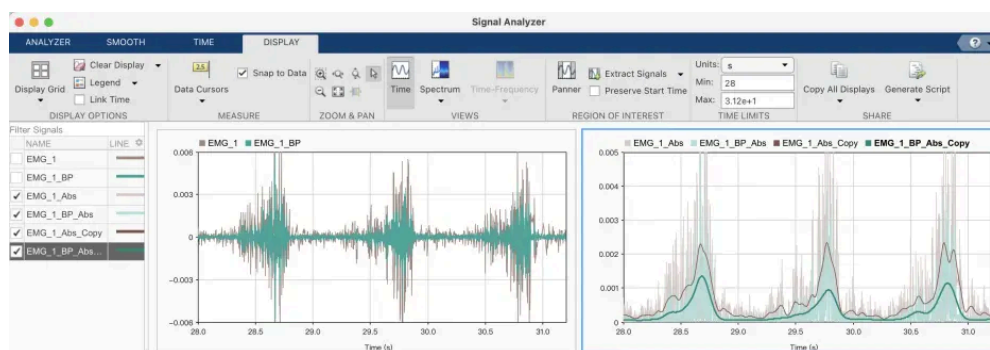 Signal Analyzer
ANALYZER SMOOTH TIME DISPLAY
?
Display Grid
Clear Display
Legend
Link Time
DISPLAY OPTIONS
Data Cursors
Snap to Data
MEASURE
ZOOM & PAN
Time
Spectrum
Time-Frequency
VIEWS
Panner
Extract Signals
Preserve Start Time
REGION OF INTEREST
Units: s
Min: 28
Max: 3.12e+1
TIME LIMITS
Copy All Displays
Generate Script
SHARE
Filter Signals
NAME LINE
EMG_1
EMG_1_BP
EMG_1_Abs
EMG_1_BP_Abs
EMG_1_Abs_Copy
EMG_1_BP_Abs...
EMG_1 EMG_1_BP
0.006
0.003
0
-0.003
-0.006
28.0 28.5 29.0 29.5 30.0 30.5 31.0
Time (s)
EMG_1_Abs EMG_1_BP_Abs EMG_1_Abs_Copy EMG_1_BP_Abs_Copy
0.005
0.004
0.003
0.002
0.001
0
28.0 28.5 29.0 29.5 30.0 30.5 31.0
Time (s)